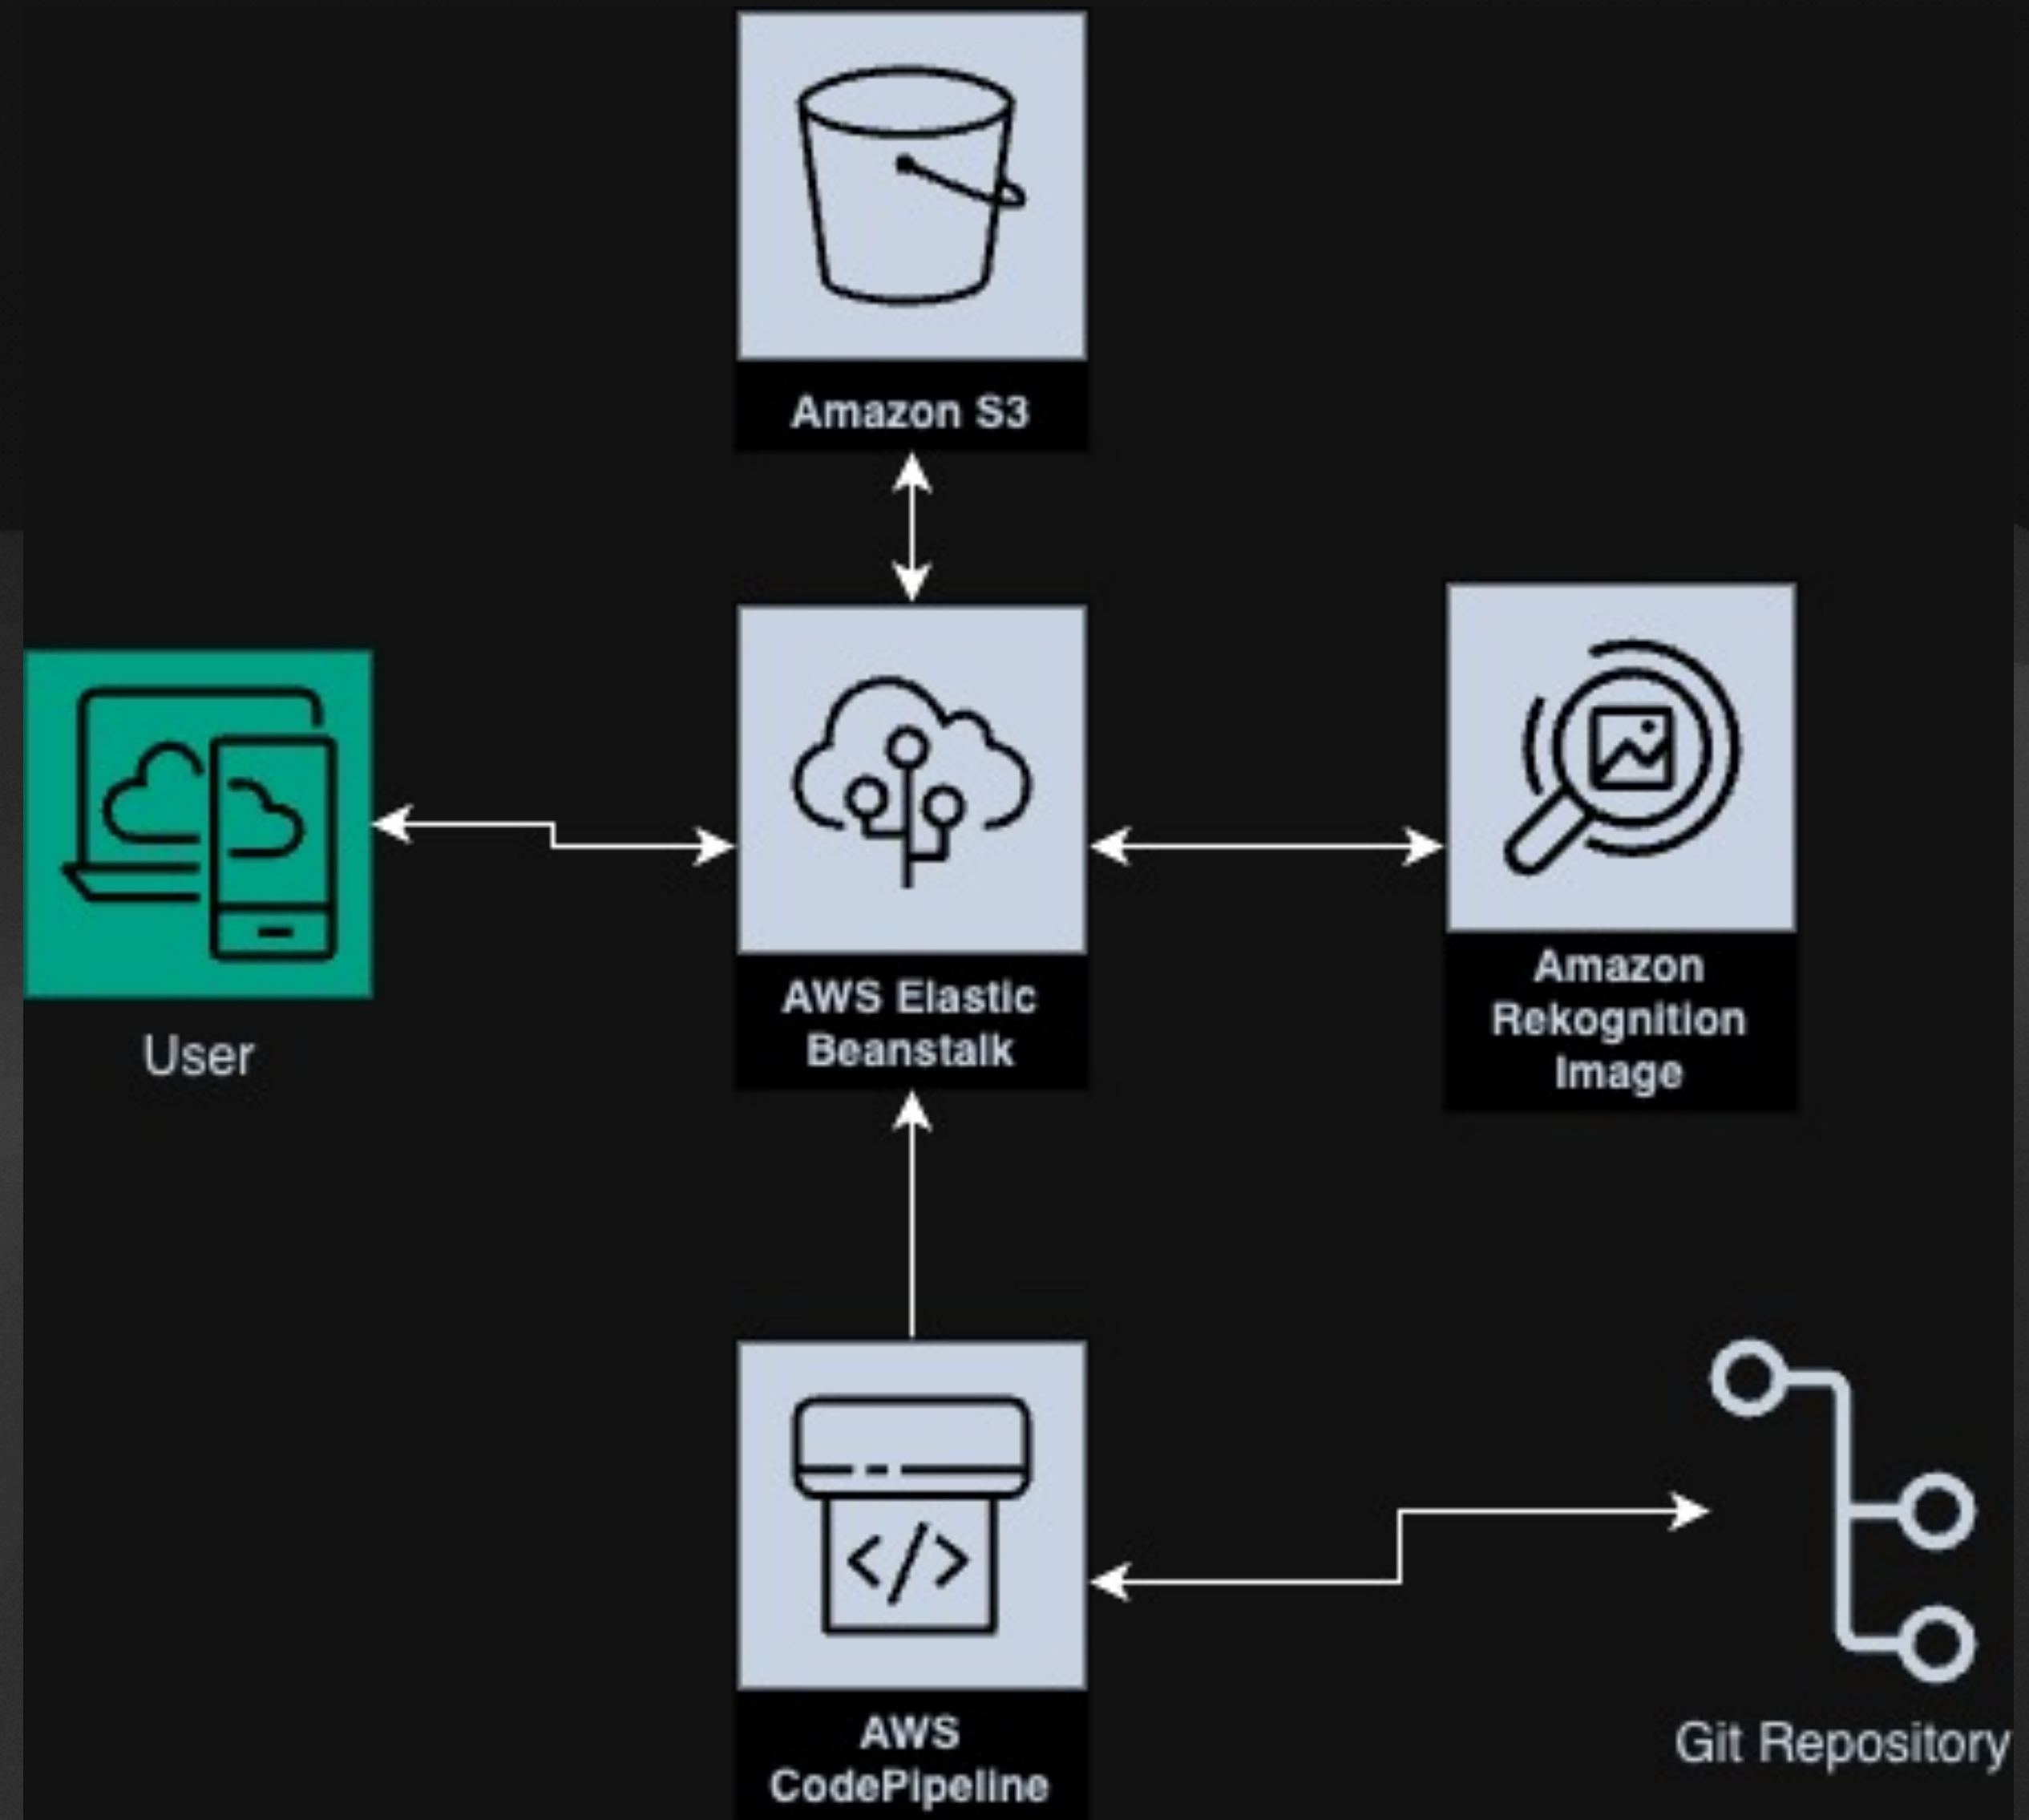 Amazon S3
User
AWS Elastic
Beanstalk
Amazon
Rekognition
Image
</>
AWS
CodePipeline
Git Repository